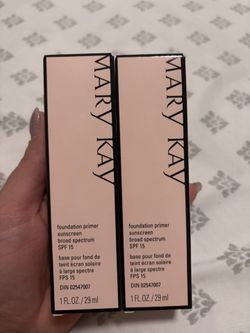 MARY KAY
foundation primer
sunscreen
broad spectrum
SPF 15
base pour fond de
teint écran solaire
à large spectre
FPS 15
DIN 02547007
1 FL. OZ. / 29 ml
MARY KAY
foundation primer
sunscreen
broad spectrum
SPF 15
base pour fond de
teint écran solaire
à large spectre
FPS 15
DIN 02547007
1 FL. OZ. / 29 ml